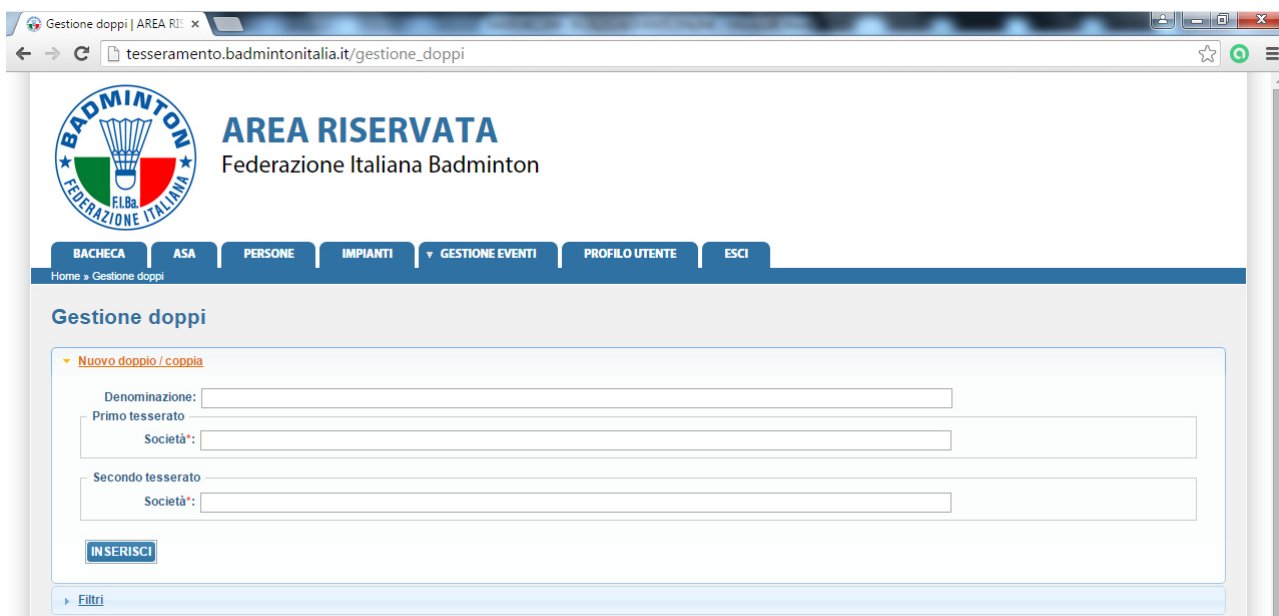 Gestione doppi | AREA RIS
tesseramento.badmintonitalia.it/gestione_doppi
BADMINTON
F.I.Ba.
FEDERAZIONE ITALIANA
AREA RISERVATA
Federazione Italiana Badminton
BACHECA ASA PERSONE IMPIANTI GESTIONE EVENTI PROFILO UTENTE ESCI
Home » Gestione doppi
Gestione doppi
Nuovo doppio / coppia
Denominazione:
Primo tesserato
Società*:
Secondo tesserato
Società*:
INSERISCI
Filtri